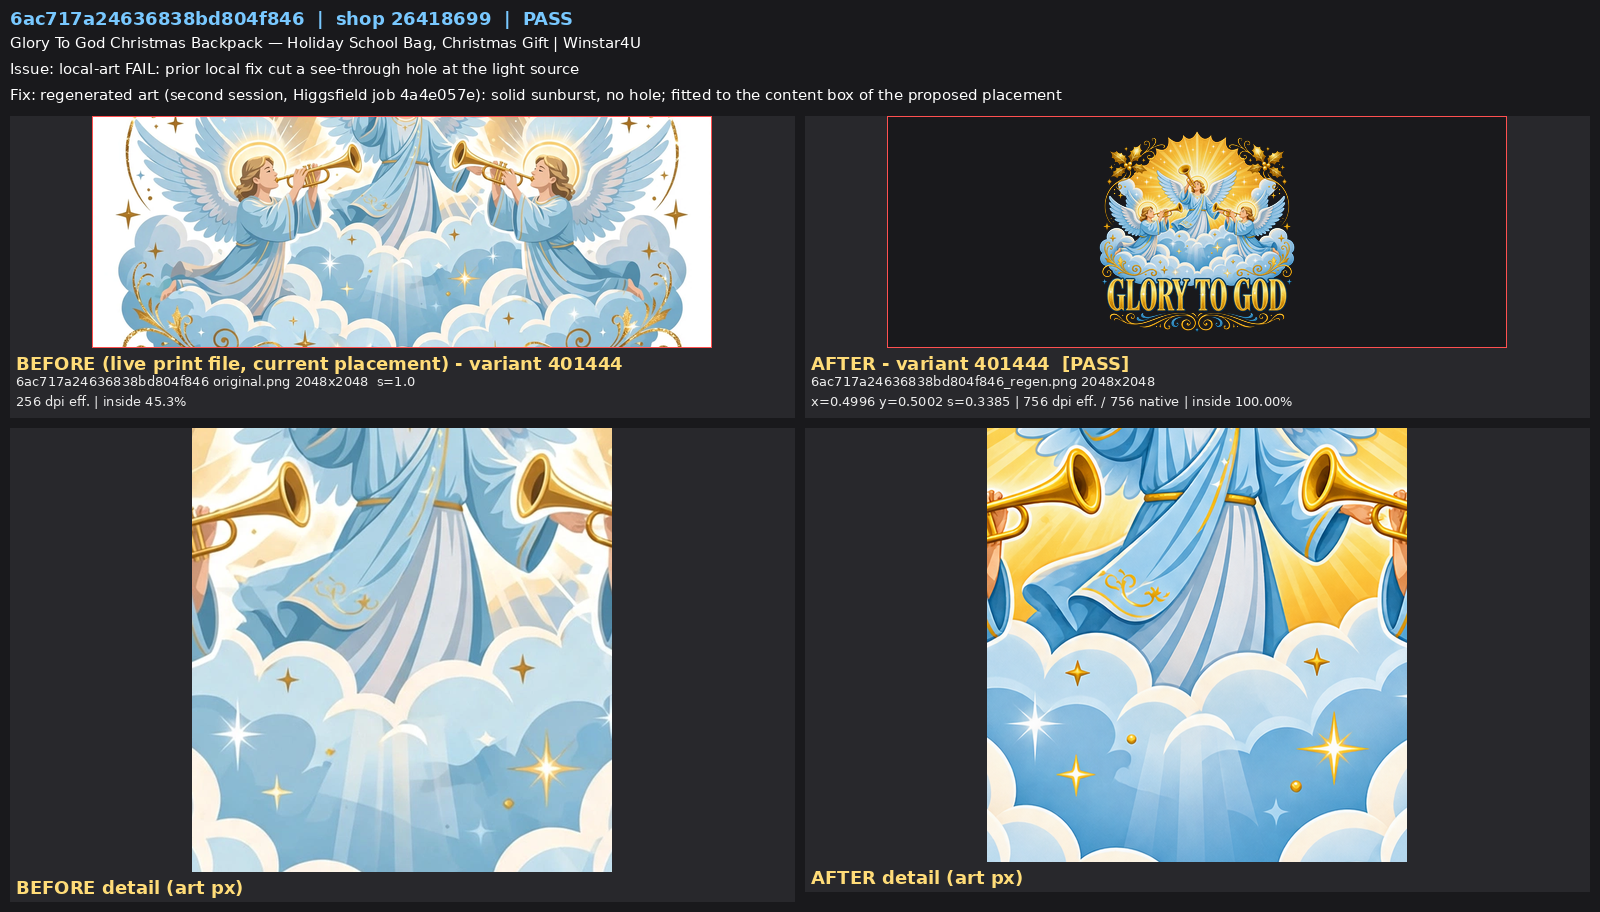 6ac717a24636838bd804f846 | shop 26418699 | PASS
Glory To God Christmas Backpack — Holiday School Bag, Christmas Gift | Winstar4U
Issue: local-art FAIL: prior local fix cut a see-through hole at the light source
Fix: regenerated art (second session, Higgsfield job 4a4e057e): solid sunburst, no hole; fitted to the content box of the proposed placement
GLORY TO GOD
BEFORE (live print file, current placement) - variant 401444
6ac717a24636838bd804f846 original.png 2048x2048 s=1.0
256 dpi eff. | inside 45.3%
AFTER - variant 401444 [PASS]
6ac717a24636838bd804f846_regen.png 2048x2048
x=0.4996 y=0.5002 s=0.3385 | 756 dpi eff. / 756 native | inside 100.00%
BEFORE detail (art px)
AFTER detail (art px)